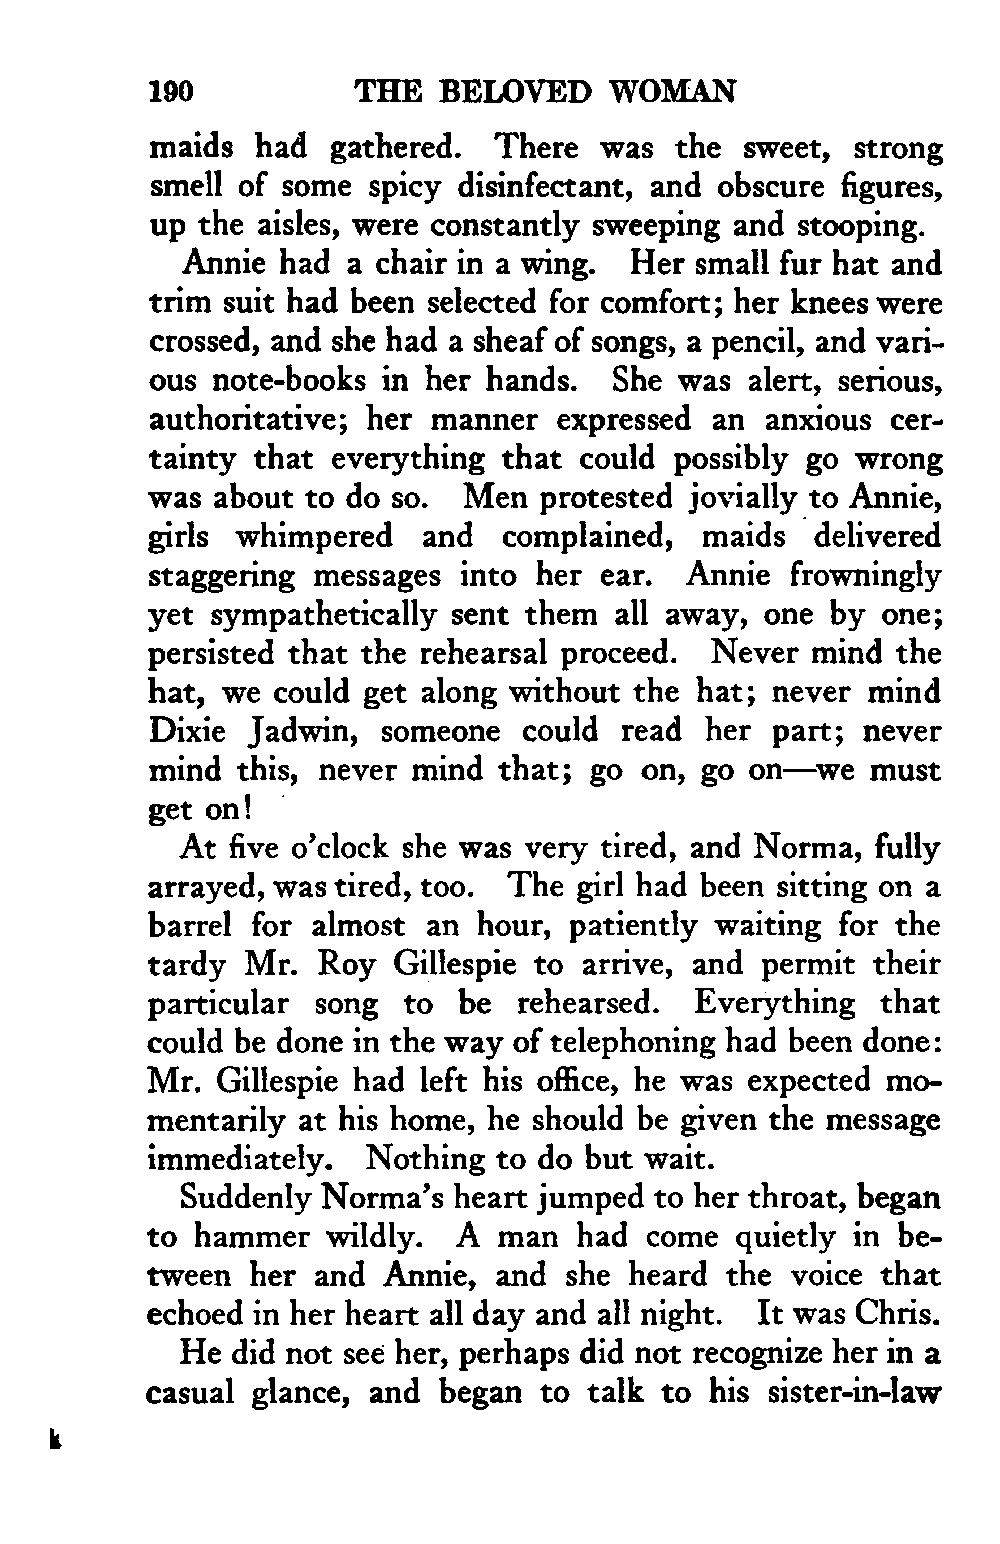 190 THE BELOVED WOMAN
maids had gathered. There was the sweet, strong
smell of some spicy disinfectant, and obscure figures,
up the aisles, were constantly sweeping and stooping.
Annie had a chair in a wing. Her small fur hat and
trim suit had been selected for comfort; her knees were
crossed, and she had a sheaf of songs, a pencil, and vari-
ous note-books in her hands. She was alert, serious,
authoritative; her manner expressed an anxious cer-
tainty that everything that could possibly go wrong
was about to do so. Men protested jovially to Annie,
girls whimpered and complained, maids delivered
staggering messages into her ear. Annie frowningly
yet sympathetically sent them all away, one by one;
persisted that the rehearsal proceed. Never mind the
hat, we could get along without the hat; never mind
Dixie Jadwin, someone could read her part; never
mind this, never mind that; go on, go on—we must
get on!
At five o'clock she was very tired, and Norma, fully
arrayed, was tired, too. The girl had been sitting on a
barrel for almost an hour, patiently waiting for the
tardy Mr. Roy Gillespie to arrive, and permit their
particular song to be rehearsed. Everything that
could be done in the way of telephoning had been done:
Mr. Gillespie had left his office, he was expected mo-
mentarily at his home, he should be given the message
immediately. Nothing to do but wait.
Suddenly Norma's heart jumped to her throat, began
to hammer wildly. A man had come quietly in be-
tween her and Annie, and she heard the voice that
echoed in her heart all day and all night. It was Chris.
He did not see her, perhaps did not recognize her in a
casual glance, and began to talk to his sister-in-law